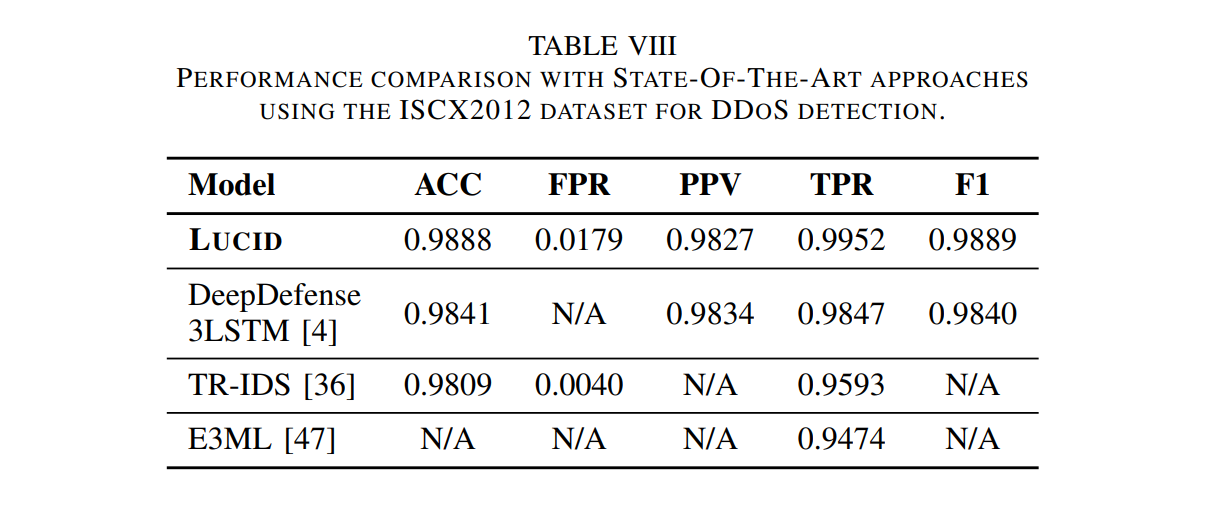 TABLE VIII
PERFORMANCE COMPARISON WITH STATE-OF-THE-ART APPROACHES
USING THE ISCX2012 DATASET FOR DDOS DETECTION.
Model ACC FPR PPV TPR F1
LUCID 0.9888 0.0179 0.9827 0.9952 0.9889
DeepDefense
3LSTM [4] 0.9841 N/A 0.9834 0.9847 0.9840
TR-IDS [36] 0.9809 0.0040 N/A 0.9593 N/A
E3ML [47] N/A N/A N/A 0.9474 N/A